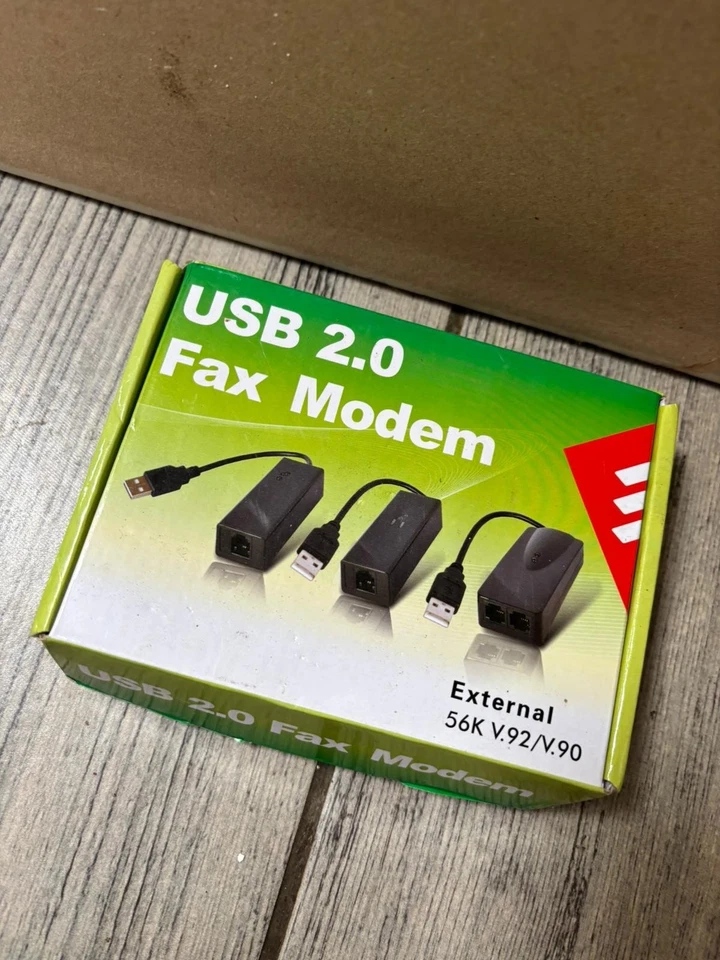 USB 2.0
Fax Modem
External
56K V.92/V.90
USB 2.0 Fax Modem